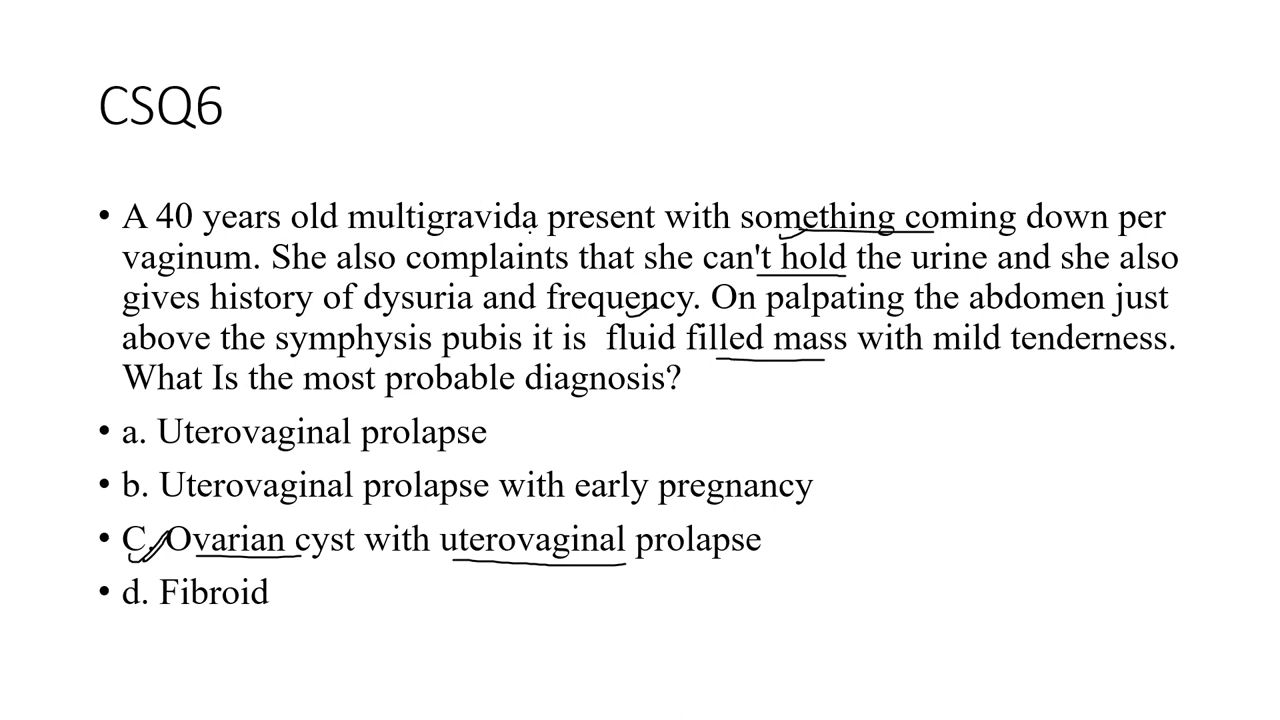 CSQ6
• A 40 years old multigravida present with something coming down per
vaginum. She also complaints that she can't hold the urine and she also
gives history of dysuria and frequency. On palpating the abdomen just
above the symphysis pubis it is  fluid filled mass with mild tenderness.
What Is the most probable diagnosis?
• a. Uterovaginal prolapse
• b. Uterovaginal prolapse with early pregnancy
• C. Ovarian cyst with uterovaginal prolapse
• d. Fibroid